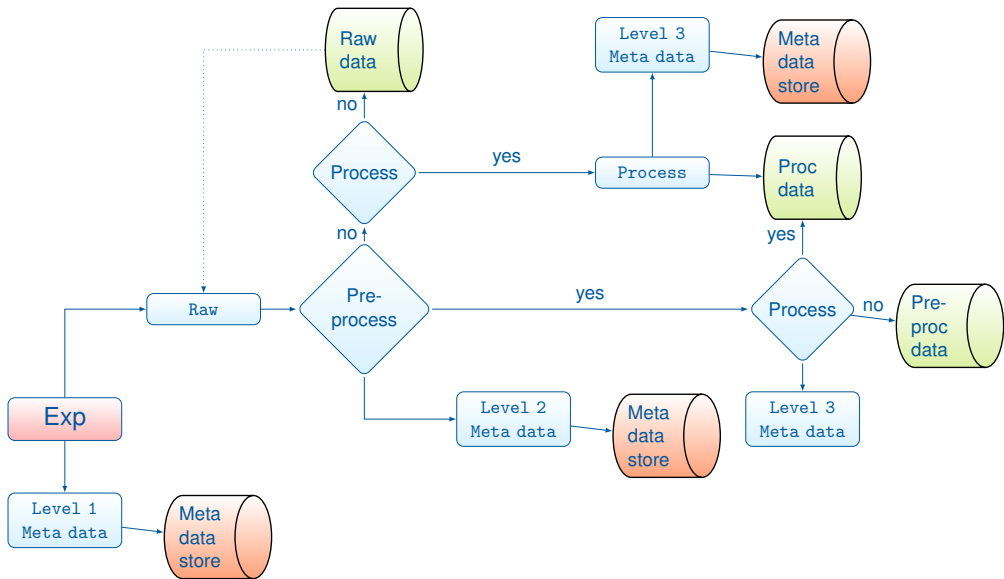 Raw
data
Level 3
Meta data
Meta
data
store
no
Process
yes
Process
Proc
data
no
yes
Raw
Pre-
process
yes
Process
no
Pre-
proc
data
Exp
Level 2
Meta data
Meta
data
store
Level 3
Meta data
Level 1
Meta data
Meta
data
store